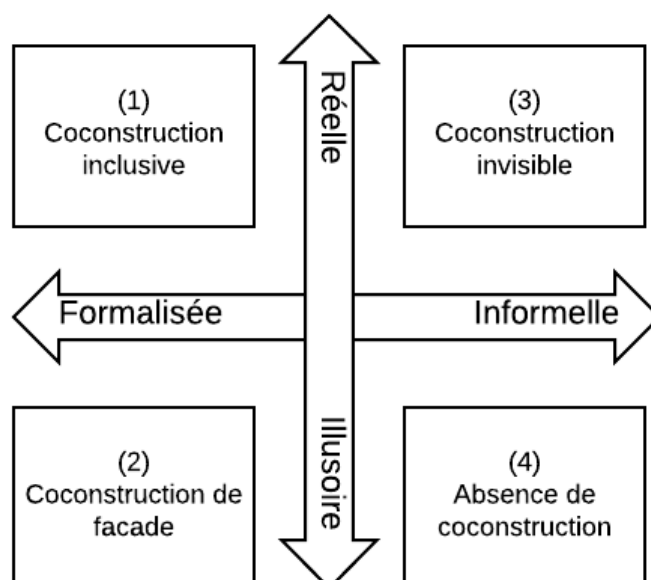 (1)
Coconstruction
inclusive
Réelle
(3)
Coconstruction
invisible
Formalisée
Informelle
(2)
Coconstruction de
facade
Illusoire
(4)
Absence de
coconstruction